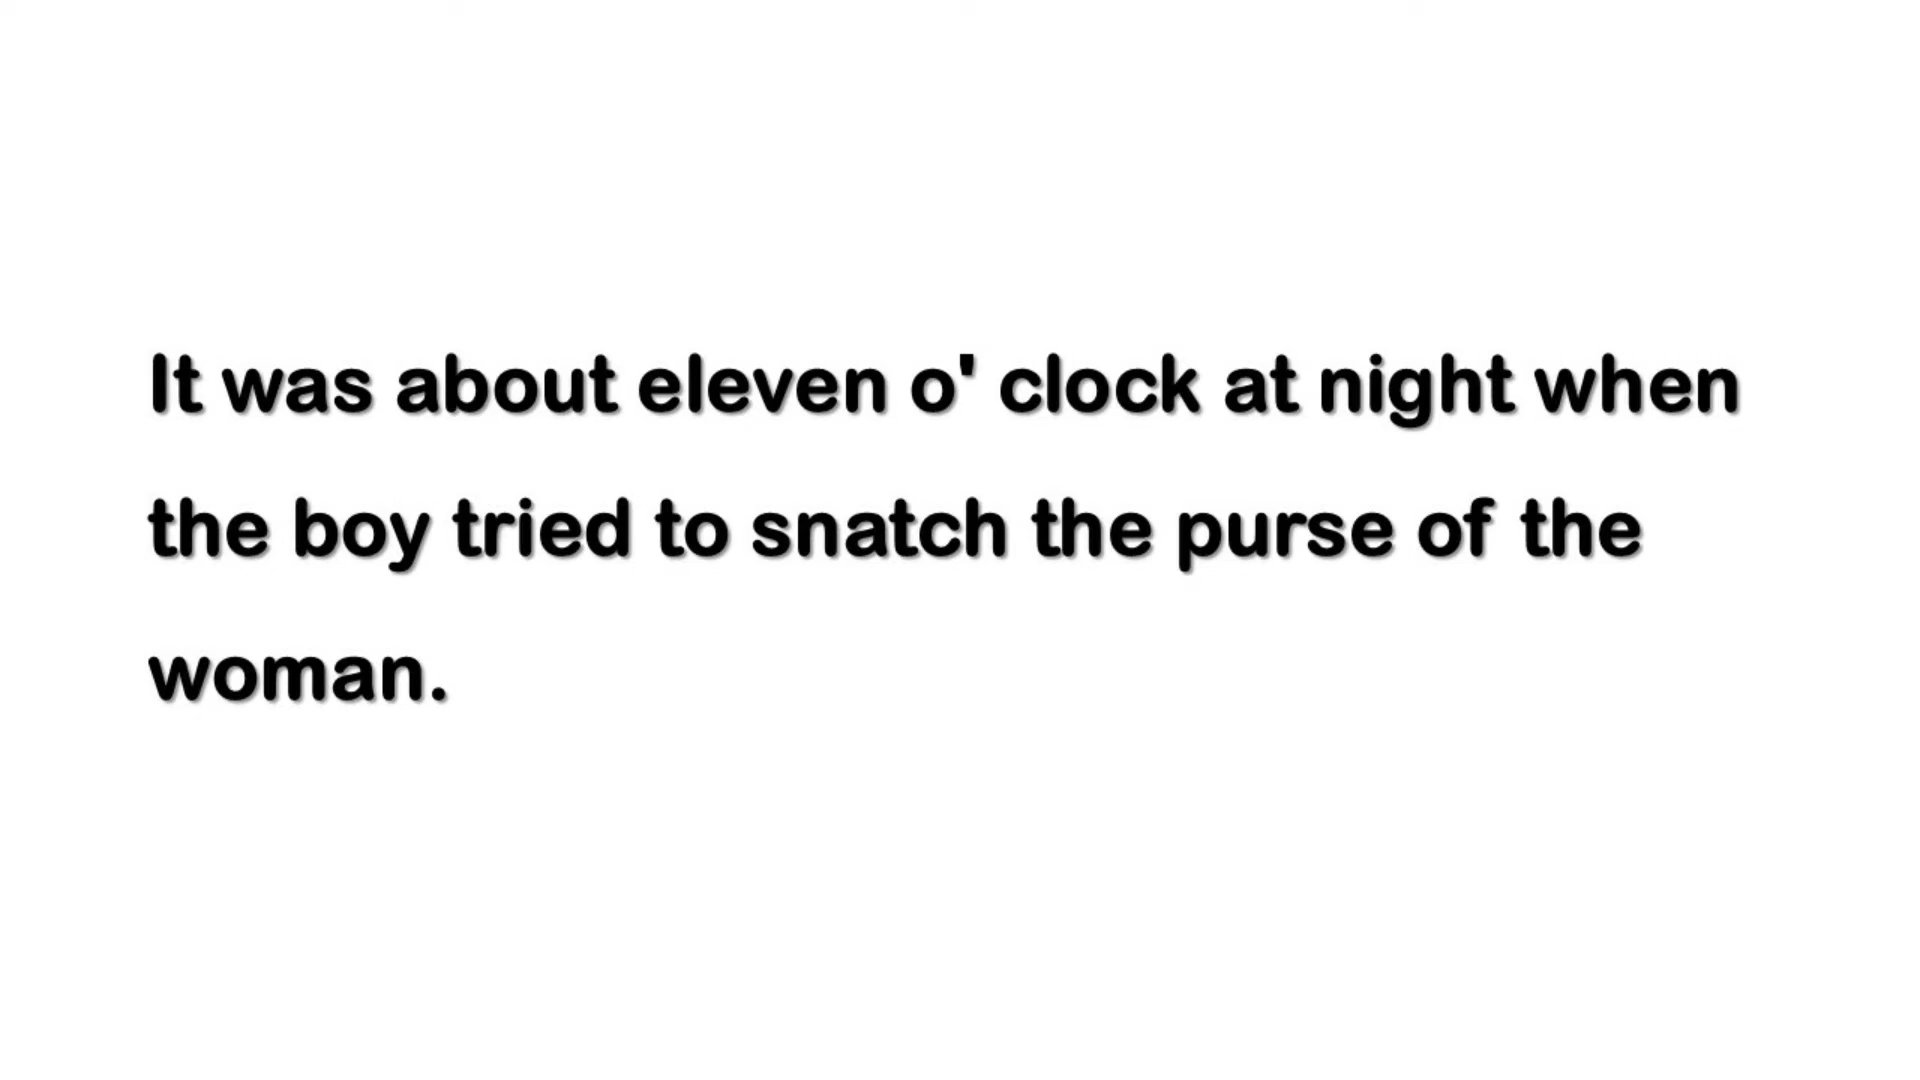 It was about eleven o' clock at night when
the boy tried to snatch the purse of the
woman.